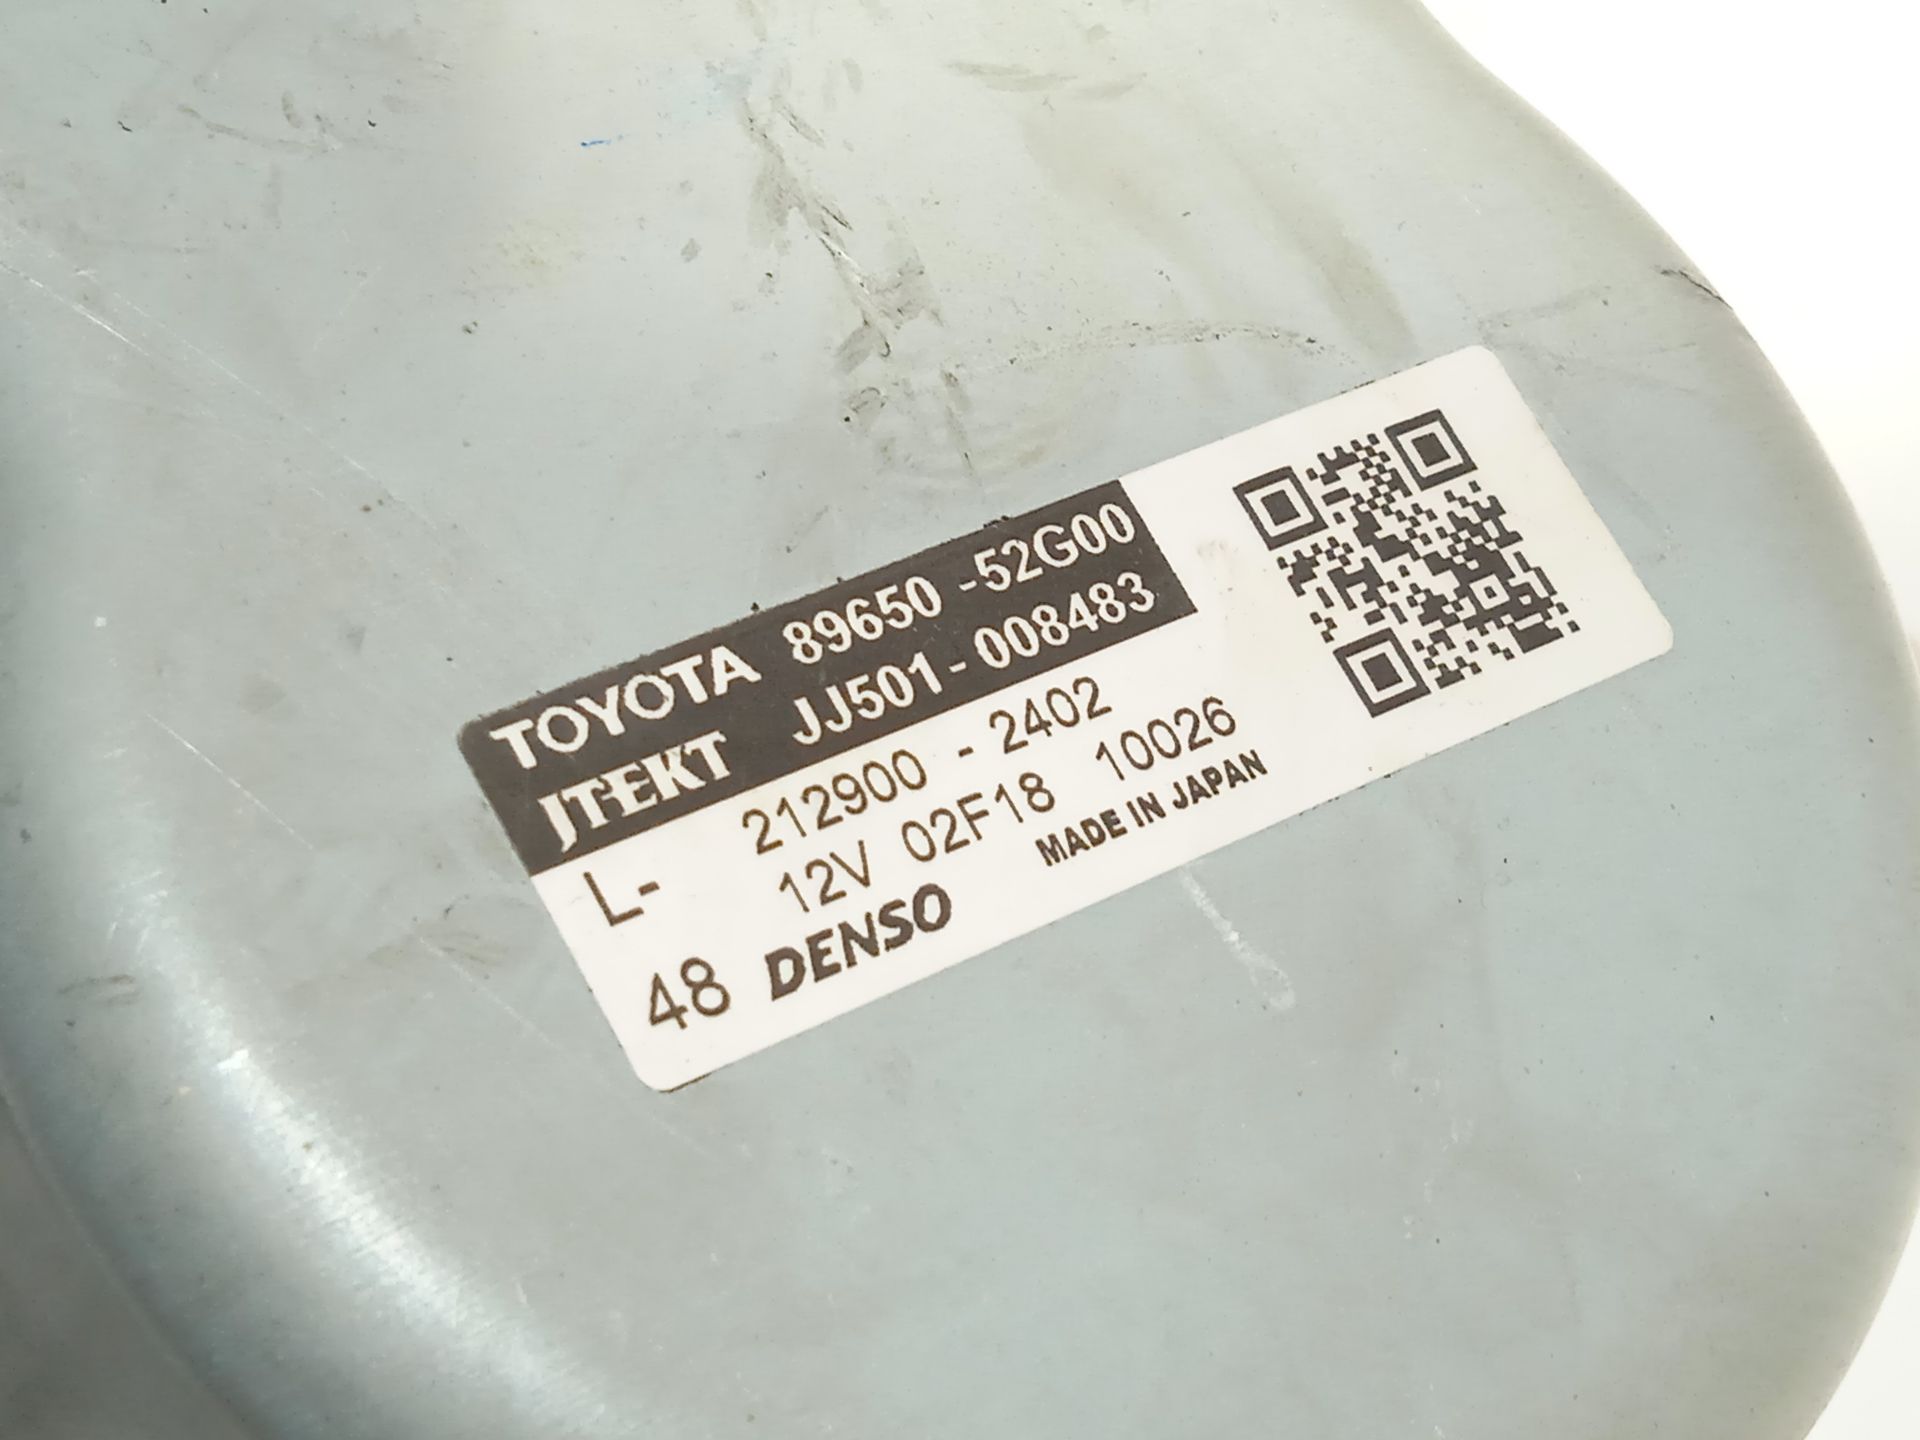 TOYOTA 89650-52G00
JTEKT JJ501-008483
L- 212900-2402
12V 02F18 10026
48 DENSO MADE IN JAPAN